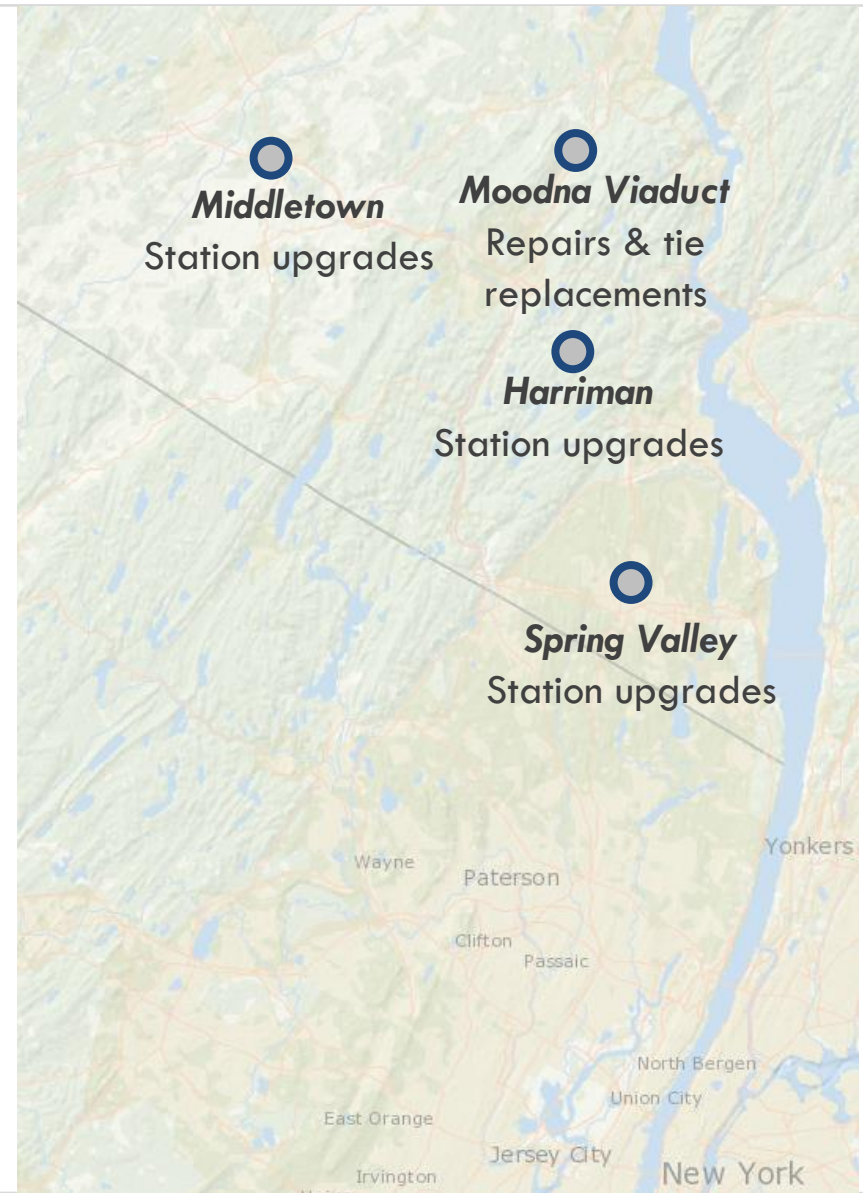 Middletown
Station upgrades
Moodna Viaduct
Repairs & tie
replacements
Harriman
Station upgrades
Spring Valley
Station upgrades
Yonkers
Wayne
Paterson
Clifton
Passaic
North Bergen
Union City
East Orange
Jersey City
Irvington
New York